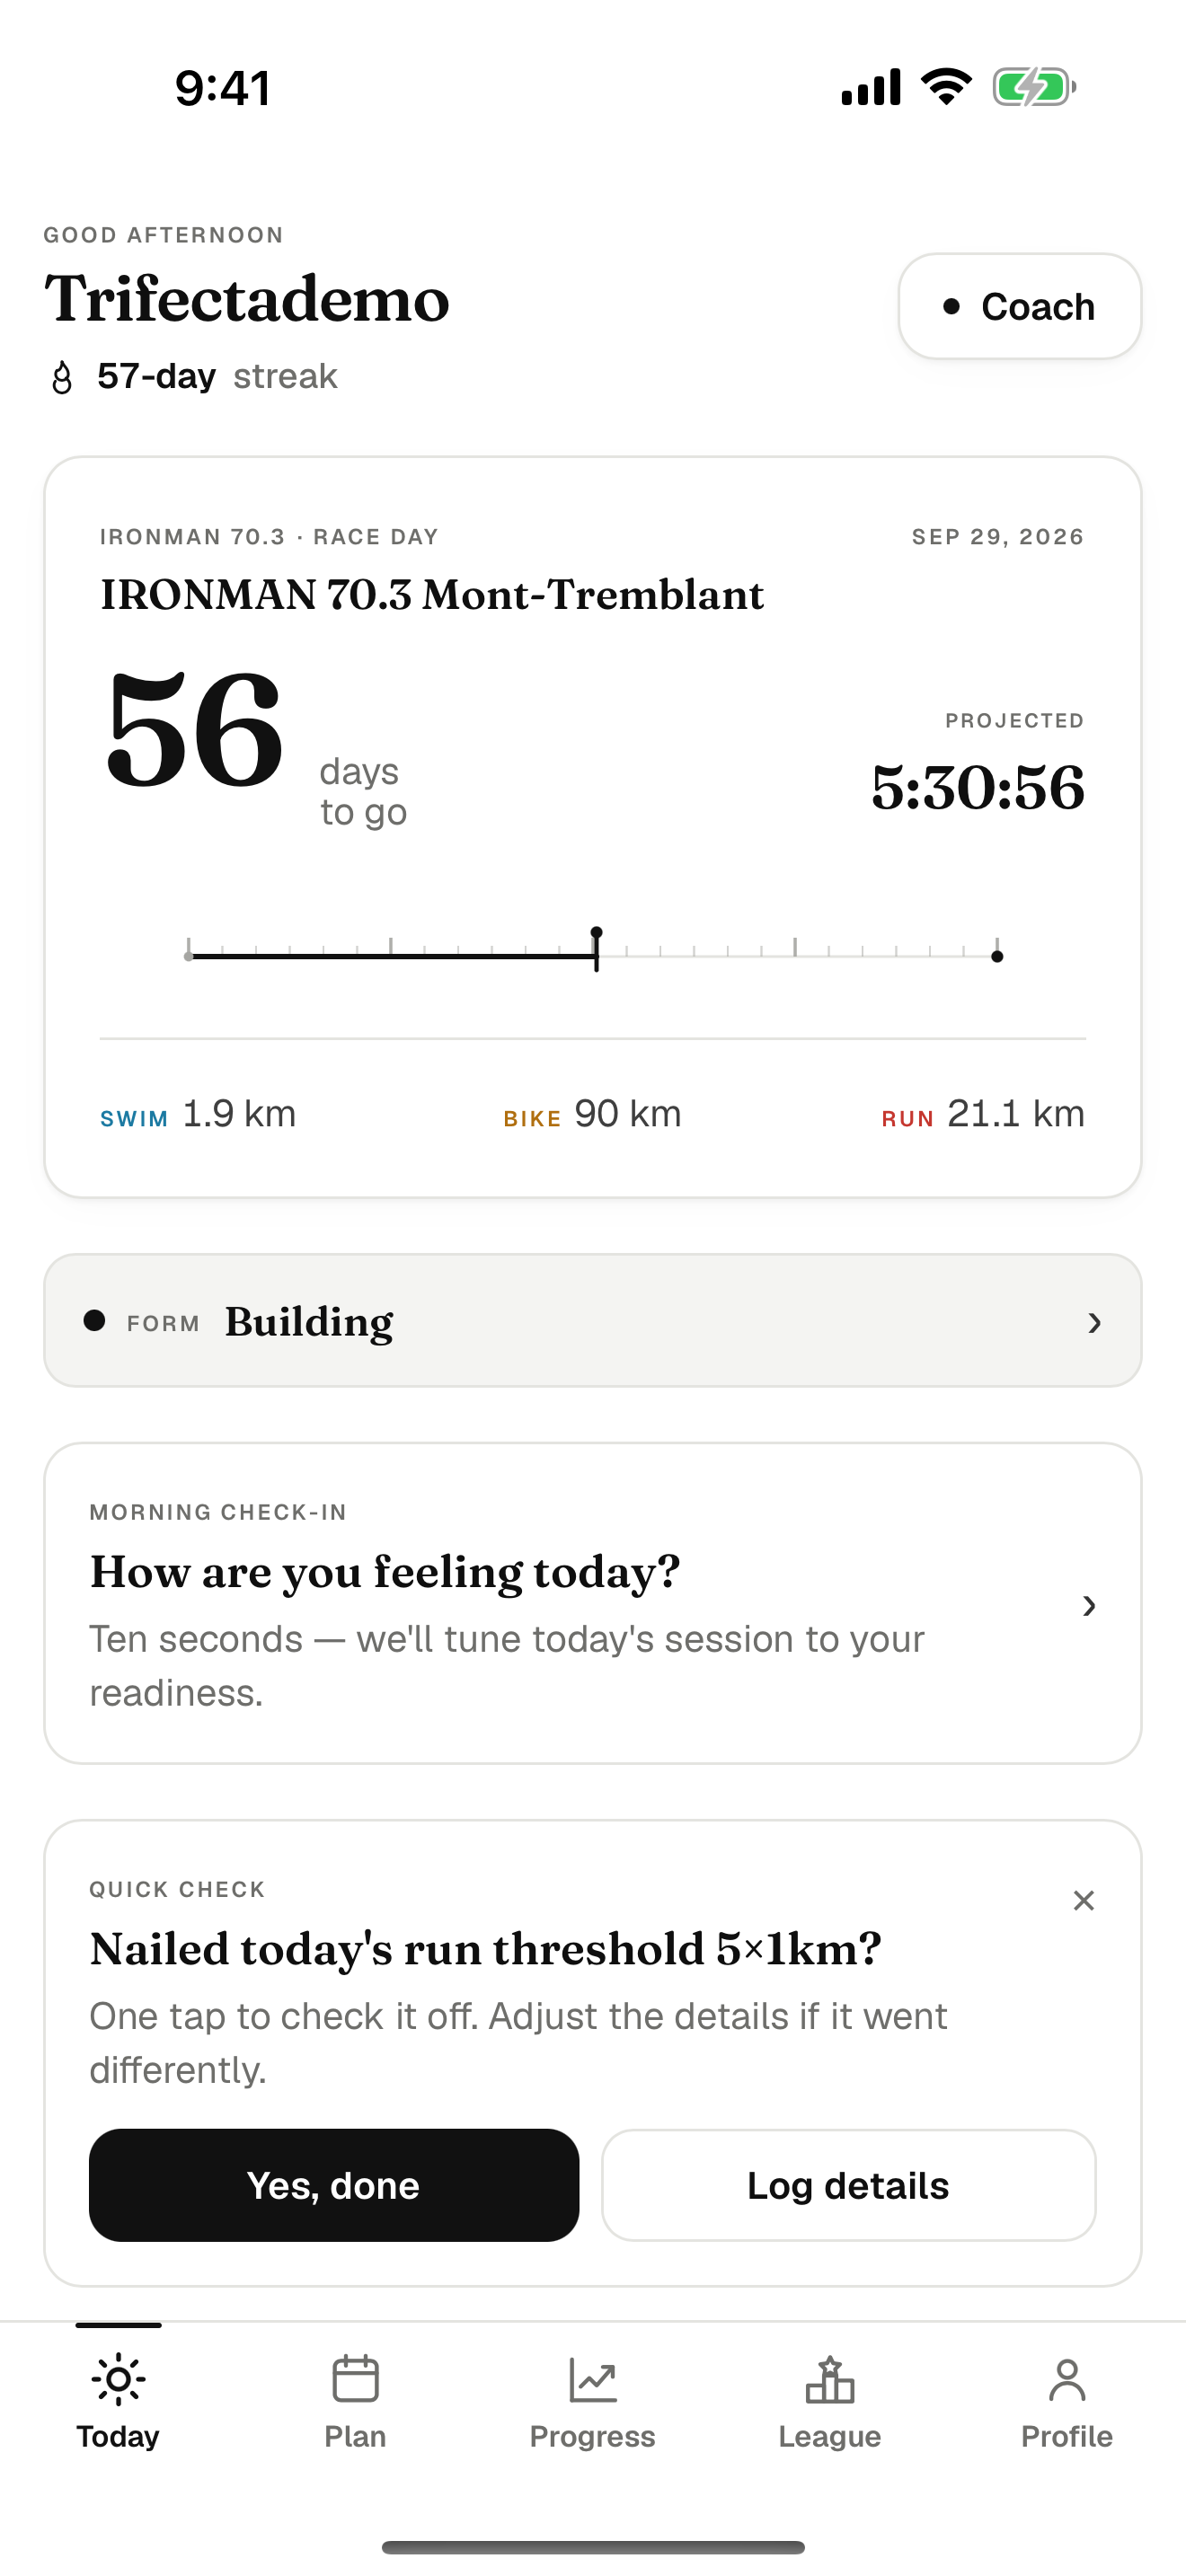 9:41
GOOD AFTERNOON
Trifectademo
57-day streak
Coach
IRONMAN 70.3 · RACE DAY
SEP 29, 2026
IRONMAN 70.3 Mont-Tremblant
56
days
to go
PROJECTED
5:30:56
SWIM 1.9 km
BIKE 90 km
RUN 21.1 km
FORM Building
MORNING CHECK-IN
How are you feeling today?
Ten seconds — we'll tune today's session to your
readiness.
QUICK CHECK
Nailed today's run threshold 5×1km?
One tap to check it off. Adjust the details if it went
differently.
Yes, done
Log details
Today
Plan
Progress
League
Profile